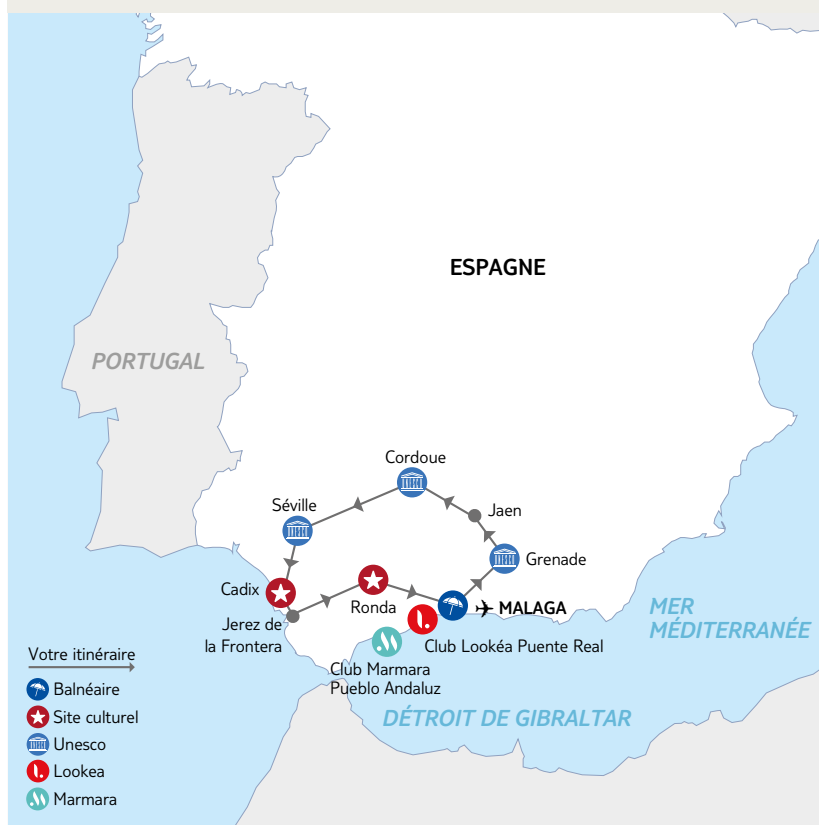 ESPAGNE
PORTUGAL
Cordoue
Séville
Jaen
Grenade
Cadix
Ronda
MALAGA
Jerez de
la Frontera
Club Lookéa Puente Real
Club Marmara
Pueblo Andaluz
MER
MÉDITERRANÉE
DÉTROIT DE GIBRALTAR
Votre itinéraire
Balnéaire
Site culturel
Unesco
Lookea
Marmara